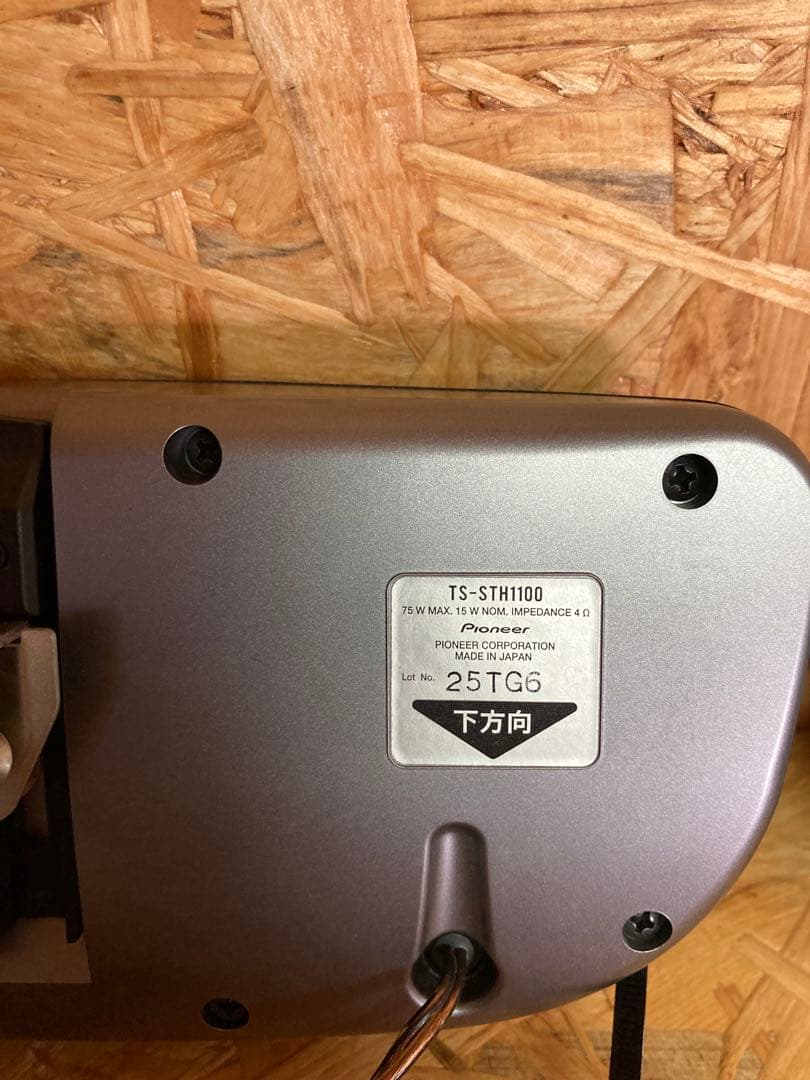 TS-STH1100
75 W MAX. 15 W NOM. IMPEDANCE 4 Ω
Pioneer
PIONEER CORPORATION
MADE IN JAPAN
Lot No. 25TG6
下方向